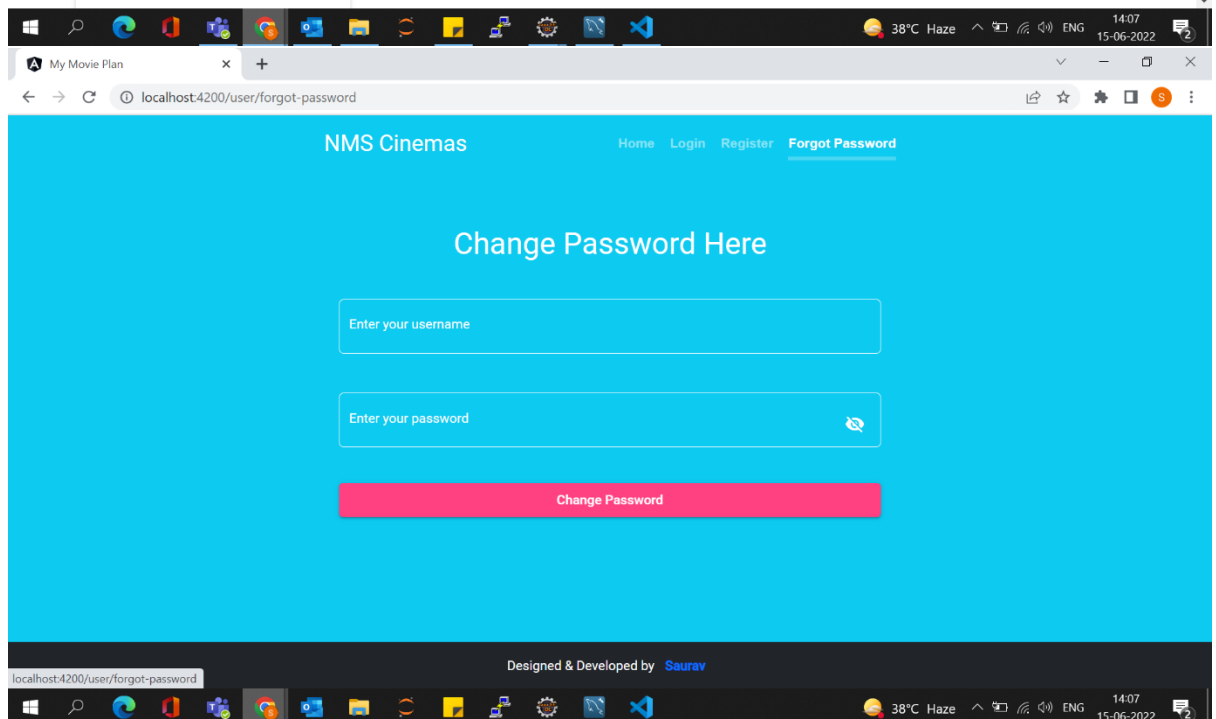 38°C Haze ENG 14:07
15-06-2022 2
My Movie Plan
localhost:4200/user/forgot-password S
NMS Cinemas Home Login Register Forgot Password
Change Password Here
Enter your username
Enter your password
Change Password
Designed & Developed by Saurav
localhost:4200/user/forgot-password
38°C Haze ENG 14:07
15-06-2022 2